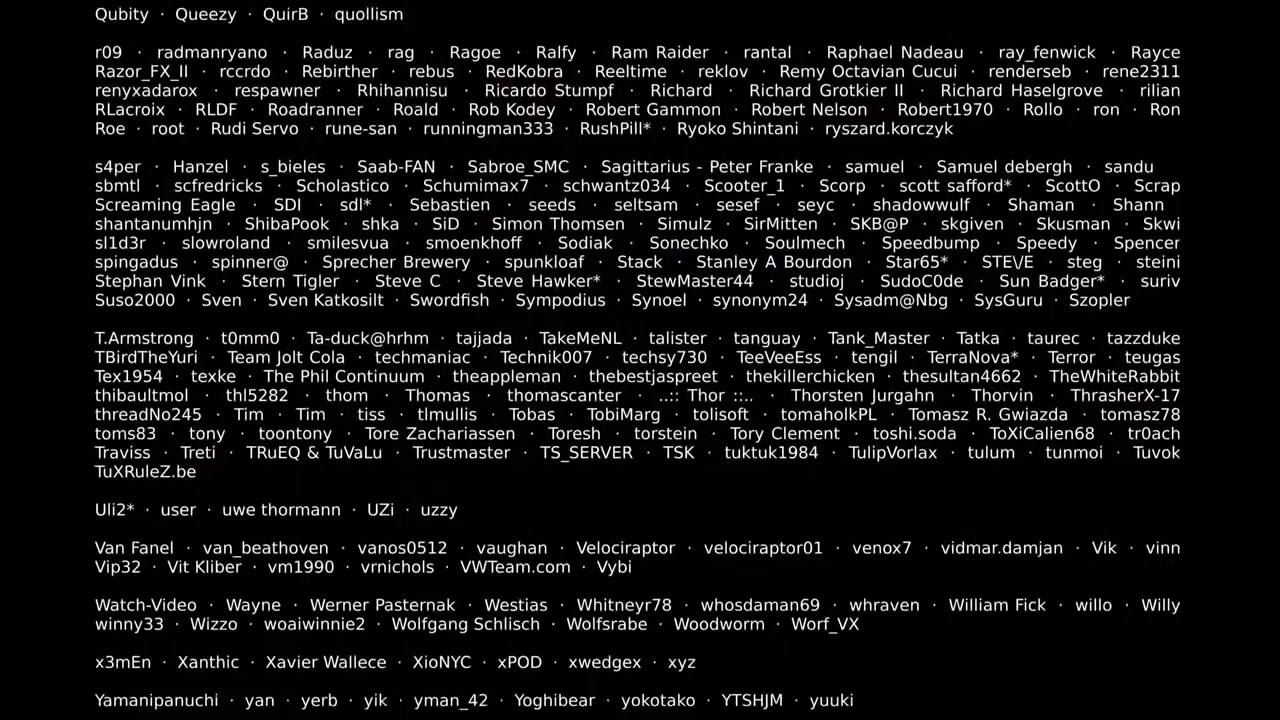 Qubity · Queezy · QuirB · quollism
r09 · radmanryano · Raduz · rag · Ragoe · Ralfy · Ram Raider · rantal · Raphael Nadeau · ray_fenwick · Rayce
Razor_FX_II · rccrdo · Rebirther · rebus · RedKobra · Reeltime · reklov · Remy Octavian Cucui · renderseb · rene2311
renyxadarox · respawner · Rhihannisu · Ricardo Stumpf · Richard · Richard Grotkier II · Richard Haselgrove · rilian
RLacroix · RLDF · Roadranner · Roald · Rob Kodey · Robert Gammon · Robert Nelson · Robert1970 · Rollo · ron · Ron
Roe · root · Rudi Servo · rune-san · runningman333 · RushPill* · Ryoko Shintani · ryszard.korczyk
s4per · Hanzel · s_bieles · Saab-FAN · Sabroe_SMC · Sagittarius - Peter Franke · samuel · Samuel debergh · sandu
sbmtl · scfredricks · Scholastico · Schumimax7 · schwantz034 · Scooter_1 · Scorp · scott safford* · ScottO · Scrap
Screaming Eagle · SDI · sdl* · Sebastien · seeds · seltsam · sesef · seyc · shadowwulf · Shaman · Shann
shantanumhjn · ShibaPook · shka · SiD · Simon Thomsen · Simulz · SirMitten · SKB@P · skgiven · Skusman · Skwi
sl1d3r · slowroland · smilesvua · smoenkhoff · Sodiak · Sonechko · Soulmech · Speedbump · Speedy · Spencer
spingadus · spinner@ · Sprecher Brewery · spunkloaf · Stack · Stanley A Bourdon · Star65* · STE\/E · steg · steini
Stephan Vink · Stern Tigler · Steve C · Steve Hawker* · StewMaster44 · studioj · SudoC0de · Sun Badger* · suriv
Suso2000 · Sven · Sven Katkosilt · Swordfish · Sympodius · Synoel · synonym24 · Sysadm@Nbg · SysGuru · Szopler
T.Armstrong · t0mm0 · Ta-duck@hrhm · tajjada · TakeMeNL · talister · tanguay · Tank_Master · Tatka · taurec · tazzduke
TBirdTheYuri · Team Jolt Cola · techmaniac · Technik007 · techsy730 · TeeVeeEss · tengil · TerraNova* · Terror · teugas
Tex1954 · texke · The Phil Continuum · theappleman · thebestjaspreet · thekillerchicken · thesultan4662 · TheWhiteRabbit
thibaultmol · thl5282 · thom · Thomas · thomascanter · ..:: Thor ::.. · Thorsten Jurgahn · Thorvin · ThrasherX-17
threadNo245 · Tim · Tim · tiss · tlmullis · Tobas · TobiMarg · tolisoft · tomaholkPL · Tomasz R. Gwiazda · tomasz78
toms83 · tony · toontony · Tore Zachariassen · Toresh · torstein · Tory Clement · toshi.soda · ToXiCalien68 · tr0ach
Traviss · Treti · TRuEQ & TuVaLu · Trustmaster · TS_SERVER · TSK · tuktuk1984 · TulipVorlax · tulum · tunmoi · Tuvok
TuXRuleZ.be
Uli2* · user · uwe thormann · UZi · uzzy
Van Fanel · van_beathoven · vanos0512 · vaughan · Velociraptor · velociraptor01 · venox7 · vidmar.damjan · Vik · vinn
Vip32 · Vit Kliber · vm1990 · vrnichols · VWTeam.com · Vybi
Watch-Video · Wayne · Werner Pasternak · Westias · Whitneyr78 · whosdaman69 · whraven · William Fick · willo · Willy
winny33 · Wizzo · woaiwinnie2 · Wolfgang Schlisch · Wolfsrabe · Woodworm · Worf_VX
x3mEn · Xanthic · Xavier Wallece · XioNYC · xPOD · xwedgex · xyz
Yamanipanuchi · yan · yerb · yik · yman_42 · Yoghibear · yokotako · YTSHJM · yuuki